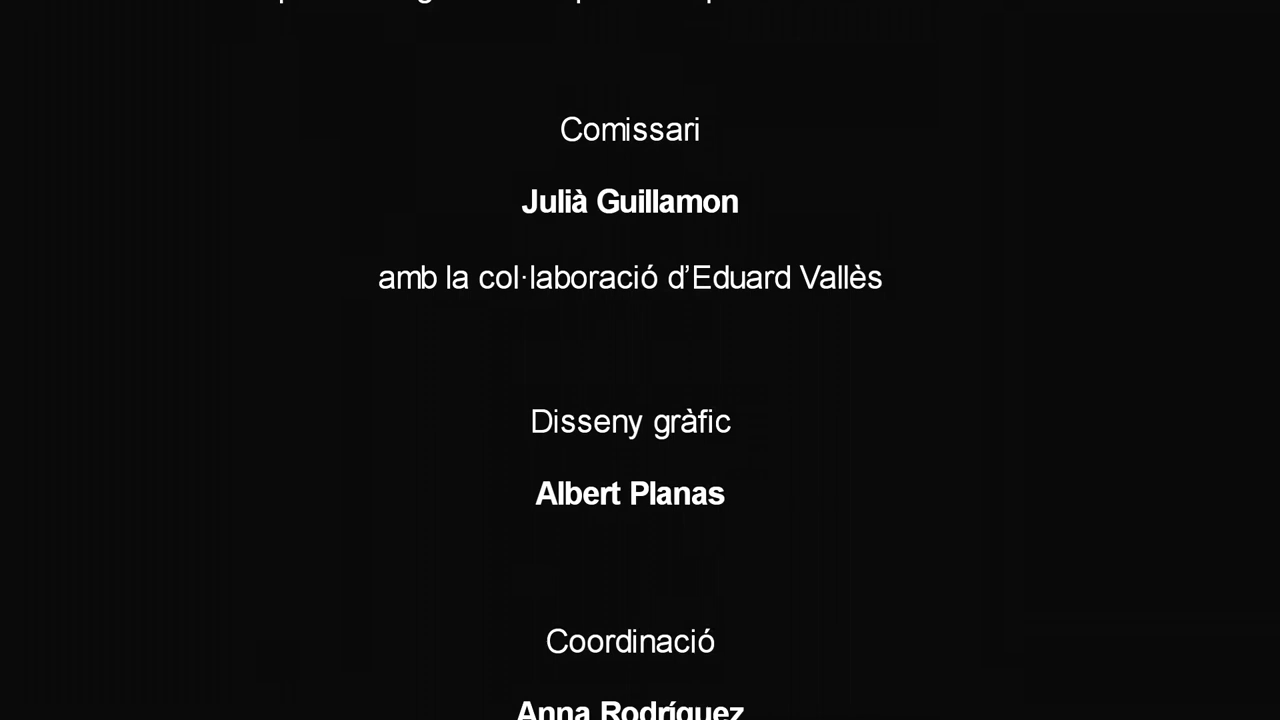 Comissari
Julià Guillamon
amb la col·laboració d’Eduard Vallès
Disseny gràfic
Albert Planas
Coordinació
Anna Rodríguez